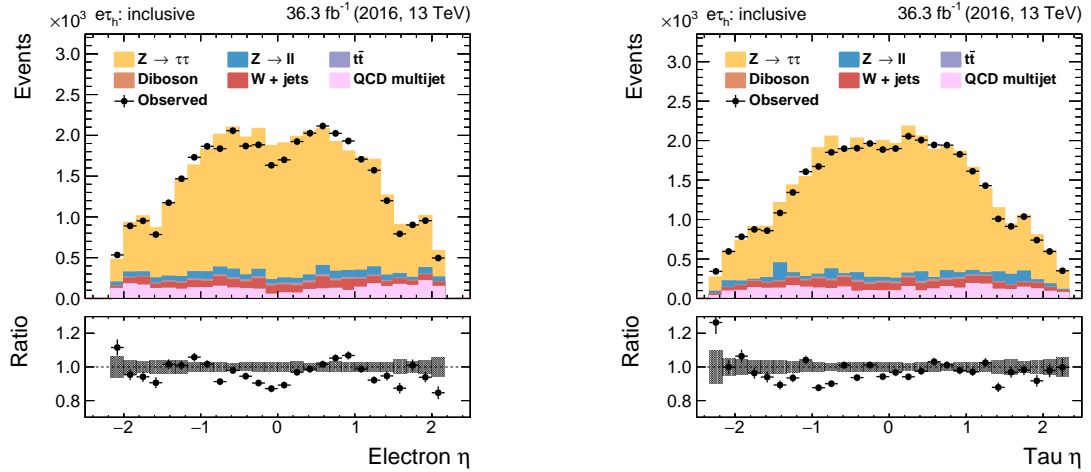 eτh: inclusive 36.3 fb⁻¹ (2016, 13 TeV)
×10³
Events
3.0
2.5
2.0
1.5
1.0
0.5
0.0
Z → ττ Z → ll tt̄
Diboson W + jets QCD multijet
Observed
Ratio
1.2
1.0
0.8
−2 −1 0 1 2
Electron η
eτh: inclusive 36.3 fb⁻¹ (2016, 13 TeV)
×10³
Events
3.0
2.5
2.0
1.5
1.0
0.5
0.0
Z → ττ Z → ll tt̄
Diboson W + jets QCD multijet
Observed
Ratio
1.2
1.0
0.8
−2 −1 0 1 2
Tau η